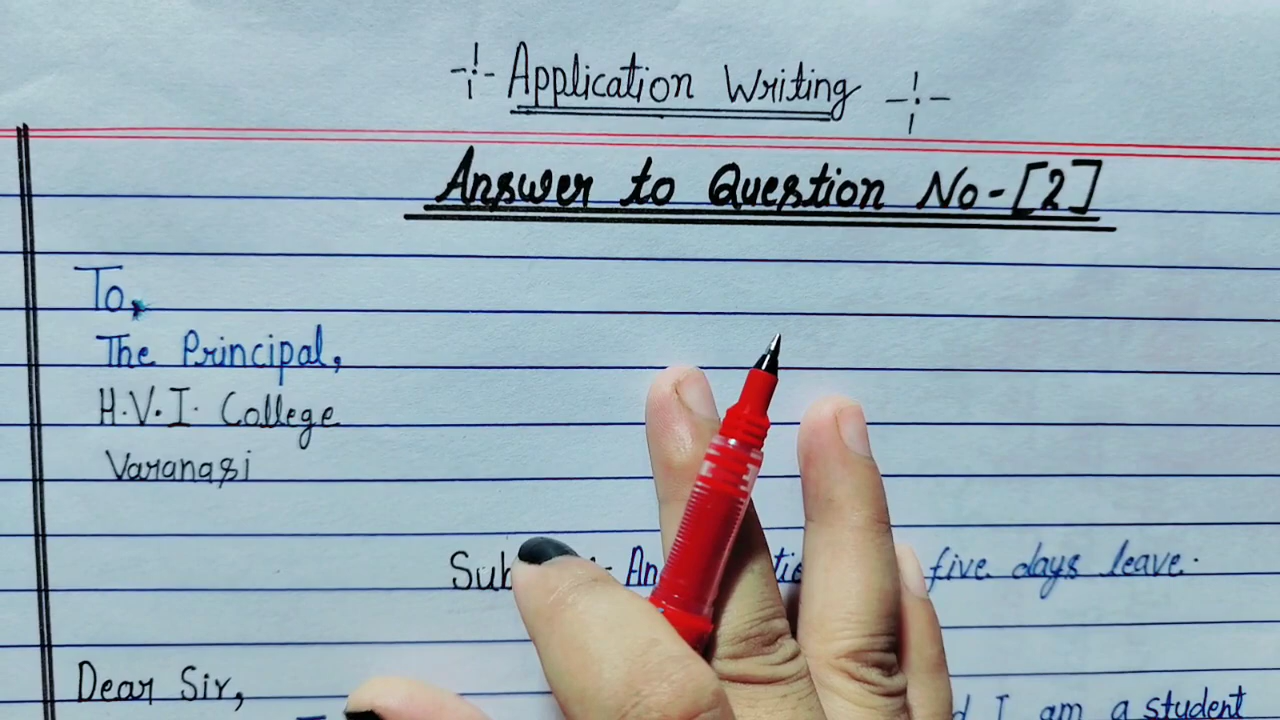 Application Writing
Answer to Question No-[2]
To,
The Principal,
H.V.I. College
Varanasi
five days leave.
Dear Sir,
I am a student